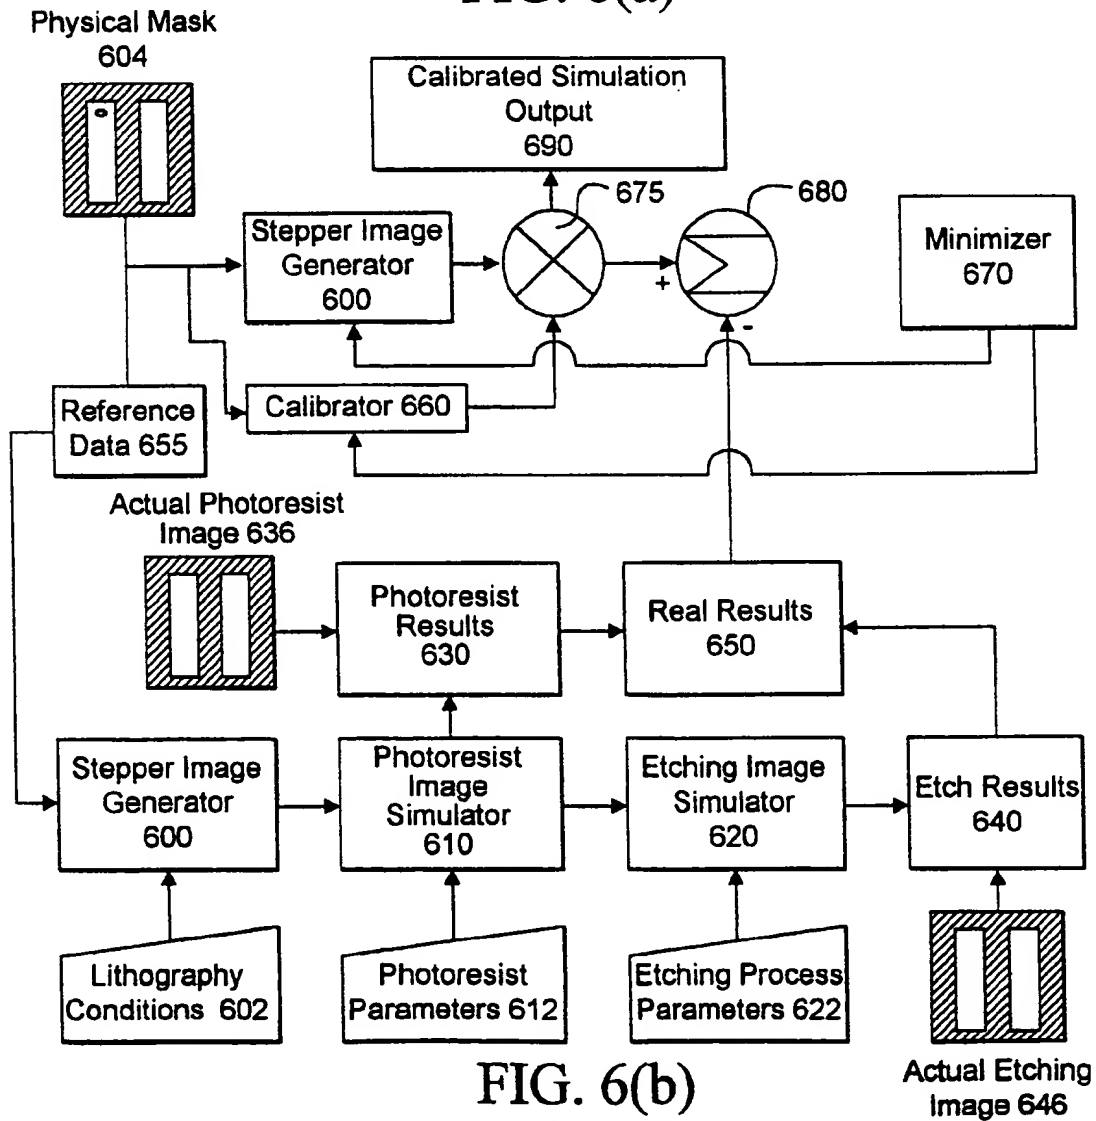 Physical Mask
604
Calibrated Simulation
Output
690
675
680
Stepper Image
Generator
600
Minimizer
670
+
-
Calibrator 660
Reference
Data 655
Actual Photoresist
Image 636
Photoresist
Results
630
Real Results
650
Stepper Image
Generator
600
Photoresist
Image
Simulator
610
Etching Image
Simulator
620
Etch Results
640
Lithography
Conditions 602
Photoresist
Parameters 612
Etching Process
Parameters 622
Actual Etching
Image 646
FIG. 6(b)